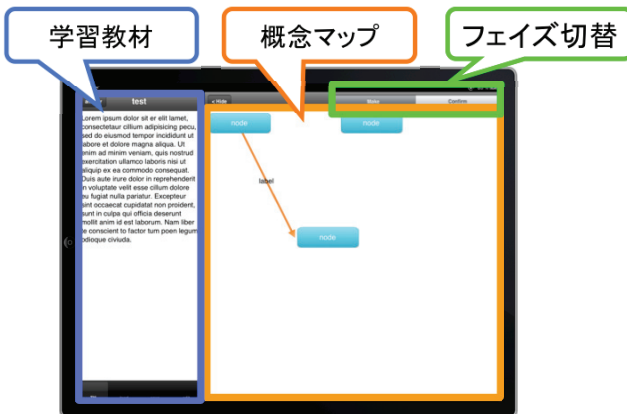 学習教材
概念マップ
フェイズ切替
test
< Hide
Make
Confirm
Lorem ipsum dolor sit er elit lamet,
consectetaur cillium adipisicing pecu,
sed do eiusmod tempor incididunt ut
labore et dolore magna aliqua. Ut
enim ad minim veniam, quis nostrud
exercitation ullamco laboris nisi ut
aliquip ex ea commodo consequat.
Duis aute irure dolor in reprehenderit
in voluptate velit esse cillum dolore
eu fugiat nulla pariatur. Excepteur
sint occaecat cupidatat non proident,
sunt in culpa qui officia deserunt
mollit anim id est laborum. Nam liber
te conscient to factor tum poen legum
odioque civiuda.
node
node
label
node